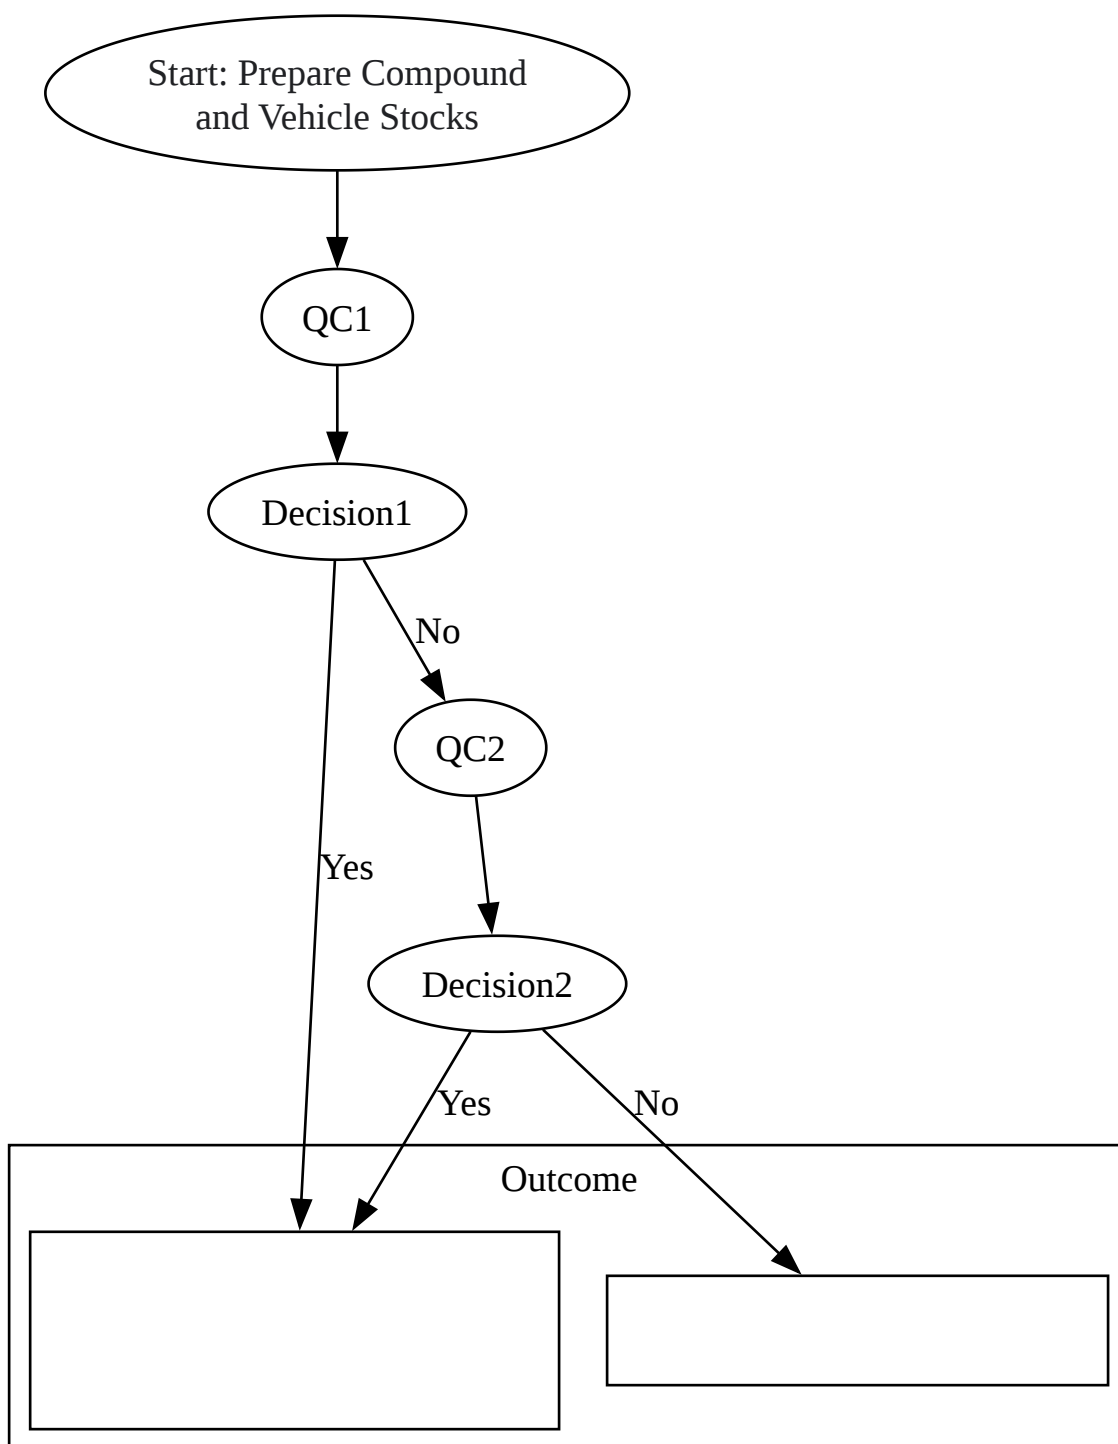 Start: Prepare Compound
and Vehicle Stocks
QC1
Decision1
No
QC2
Yes
Decision2
Yes
No
Outcome